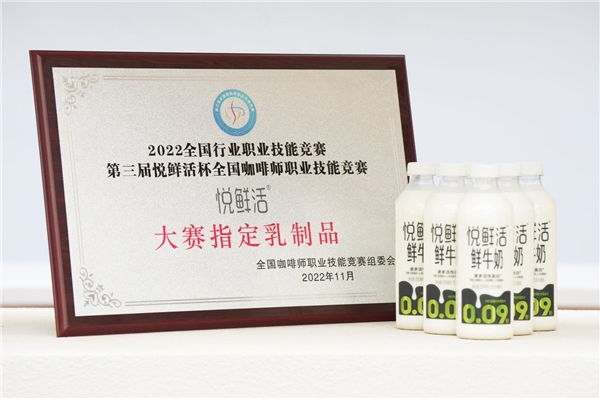 2022全国行业职业技能竞赛
第三届悦鲜活杯全国咖啡师职业技能竞赛
悦鲜活®
大赛指定乳制品
全国咖啡师职业技能竞赛组委会
2022年11月
悦鲜活
鲜牛奶
0.09